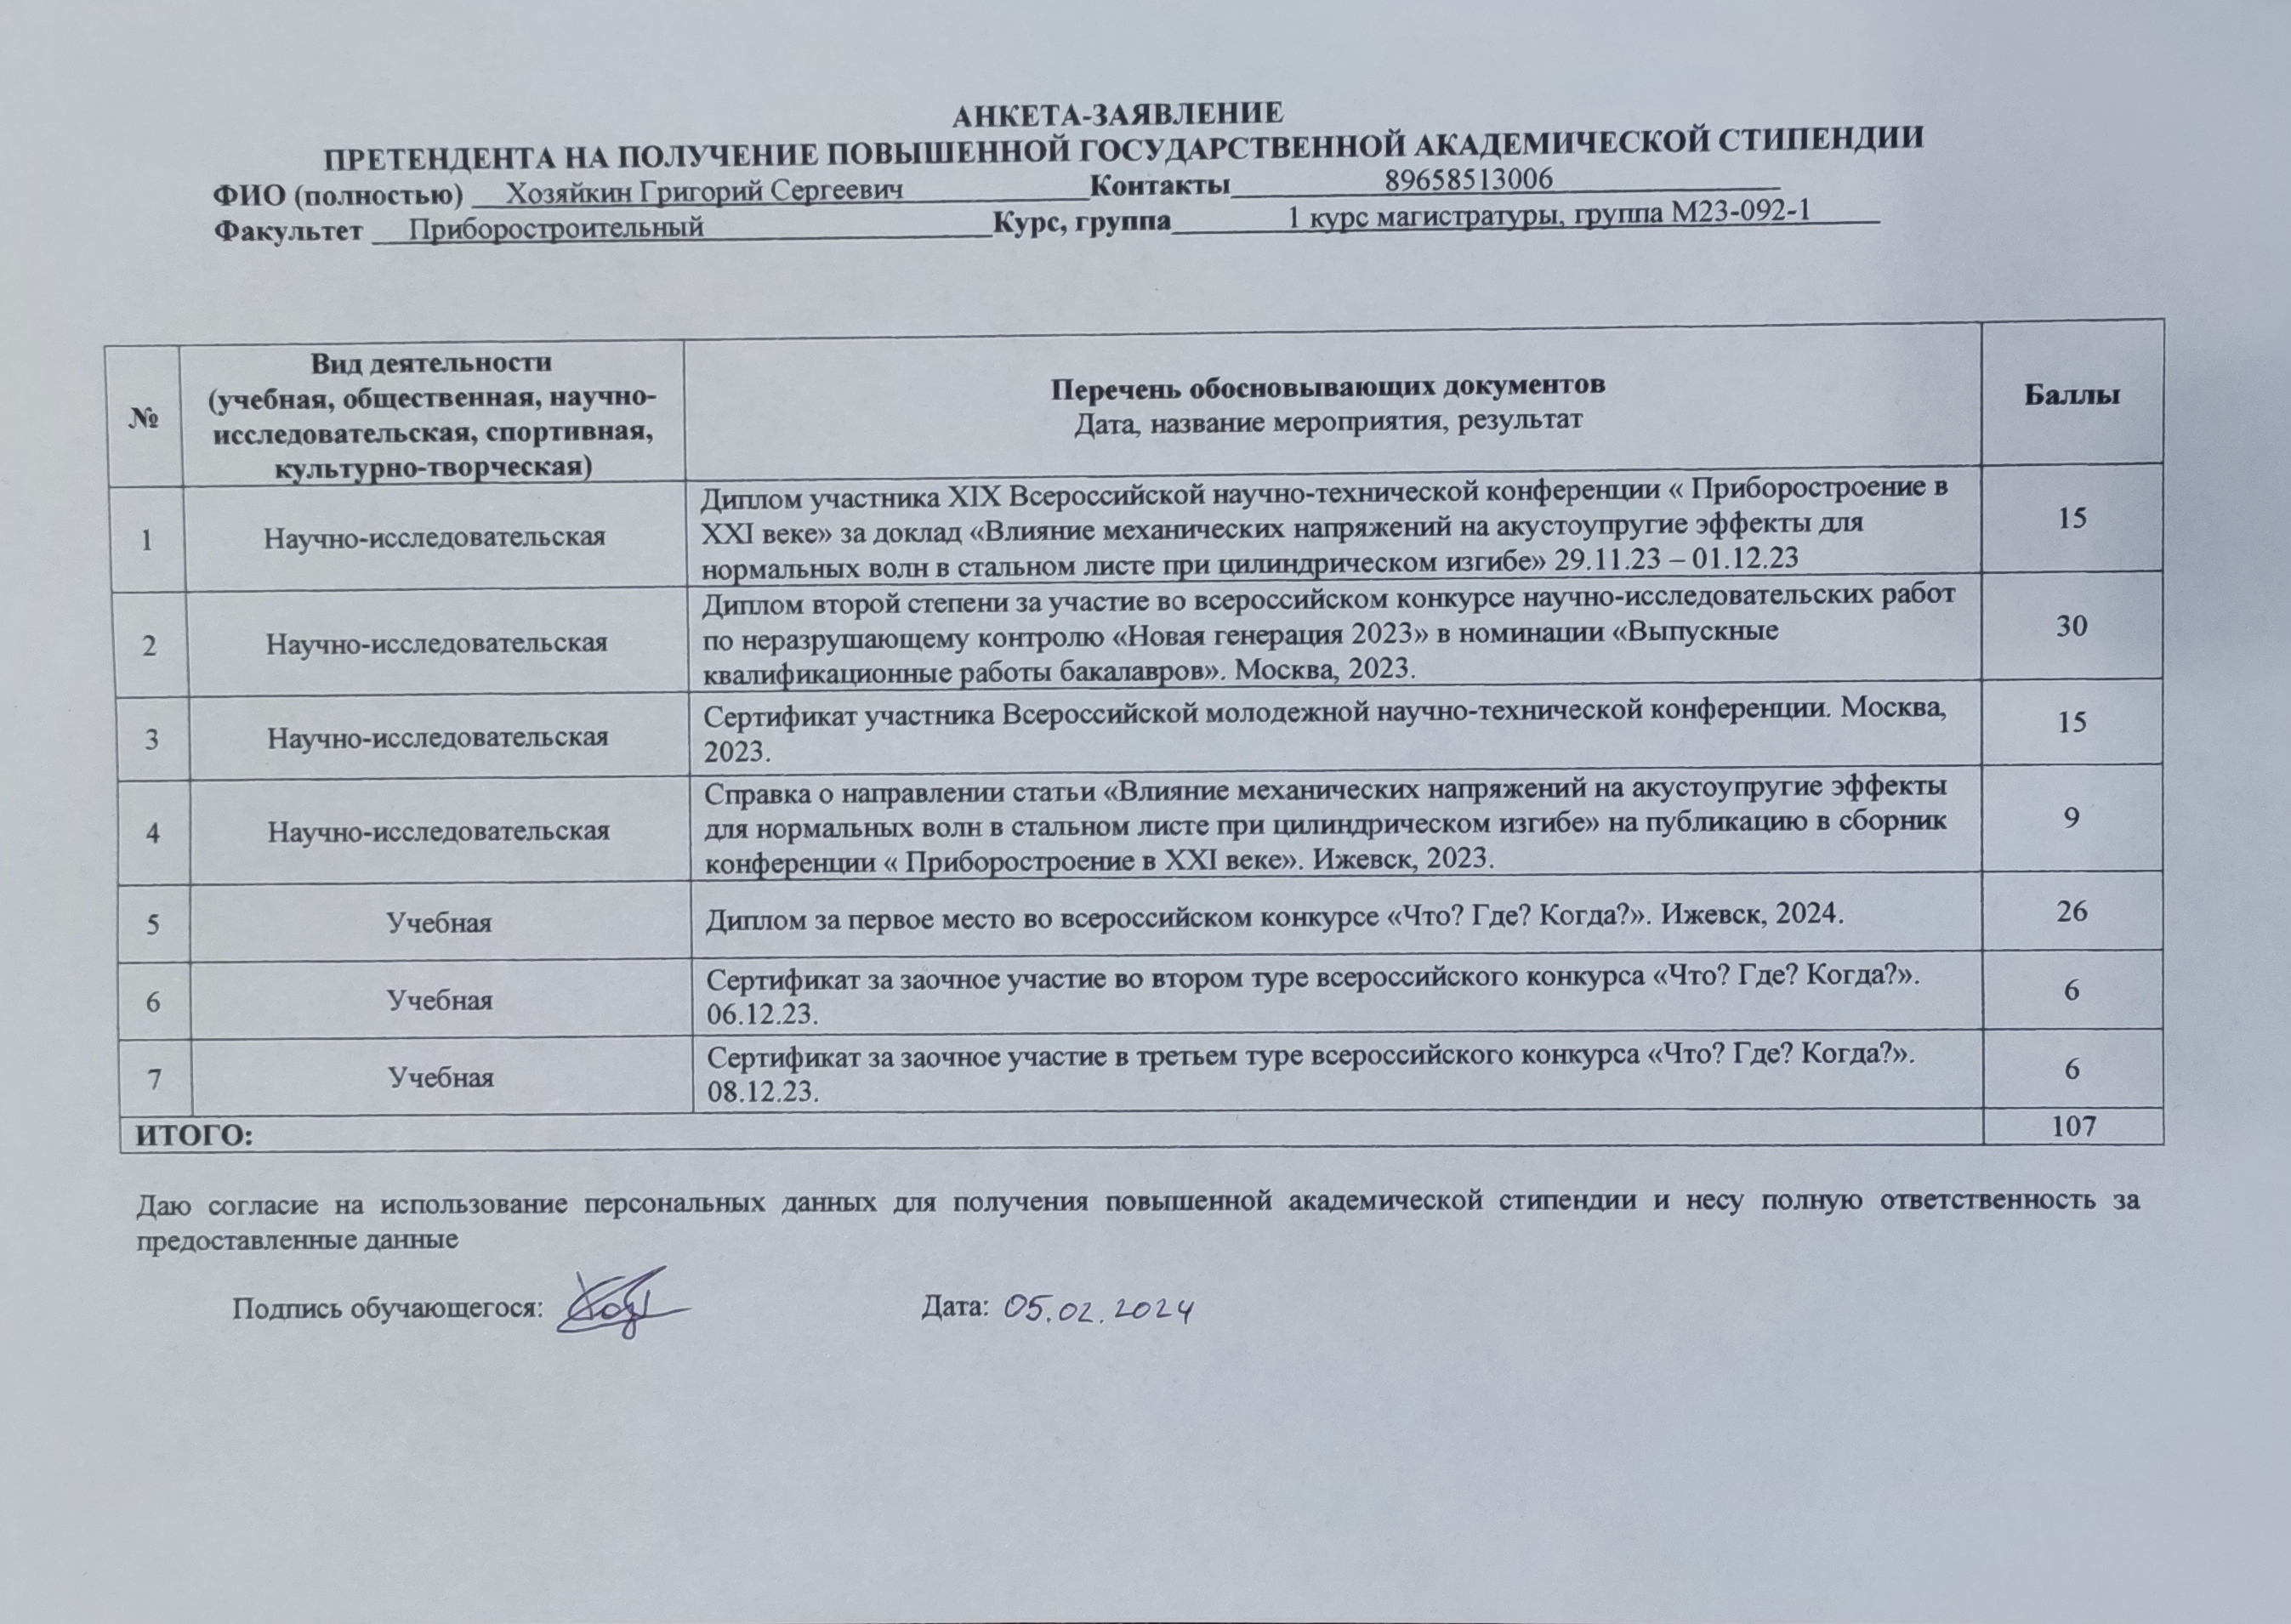 АНКЕТА-ЗАЯВЛЕНИЕ
ПРЕТЕНДЕНТА НА ПОЛУЧЕНИЕ ПОВЫШЕННОЙ ГОСУДАРСТВЕННОЙ АКАДЕМИЧЕСКОЙ СТИПЕНДИИ
ФИО (полностью) Хозяйкин Григорий Сергеевич Контакты 89658513006
Факультет Приборостроительный Курс, группа 1 курс магистратуры, группа М23-092-1
№
Вид деятельности
(учебная, общественная, научно-
исследовательская, спортивная,
культурно-творческая)
Перечень обосновывающих документов
Дата, название мероприятия, результат
Баллы
1
Научно-исследовательская
Диплом участника XIX Всероссийской научно-технической конференции « Приборостроение в
XXI веке» за доклад «Влияние механических напряжений на акустоупругие эффекты для
нормальных волн в стальном листе при цилиндрическом изгибе» 29.11.23 – 01.12.23
15
2
Научно-исследовательская
Диплом второй степени за участие во всероссийском конкурсе научно-исследовательских работ
по неразрушающему контролю «Новая генерация 2023» в номинации «Выпускные
квалификационные работы бакалавров». Москва, 2023.
30
3
Научно-исследовательская
Сертификат участника Всероссийской молодежной научно-технической конференции. Москва,
2023.
15
4
Научно-исследовательская
Справка о направлении статьи «Влияние механических напряжений на акустоупругие эффекты
для нормальных волн в стальном листе при цилиндрическом изгибе» на публикацию в сборник
конференции « Приборостроение в XXI веке». Ижевск, 2023.
9
5
Учебная
Диплом за первое место во всероссийском конкурсе «Что? Где? Когда?». Ижевск, 2024.
26
6
Учебная
Сертификат за заочное участие во втором туре всероссийского конкурса «Что? Где? Когда?».
06.12.23.
6
7
Учебная
Сертификат за заочное участие в третьем туре всероссийского конкурса «Что? Где? Когда?».
08.12.23.
6
ИТОГО:
107
Даю согласие на использование персональных данных для получения повышенной академической стипендии и несу полную ответственность за
предоставленные данные
Подпись обучающегося: Дата: 05.02.2024